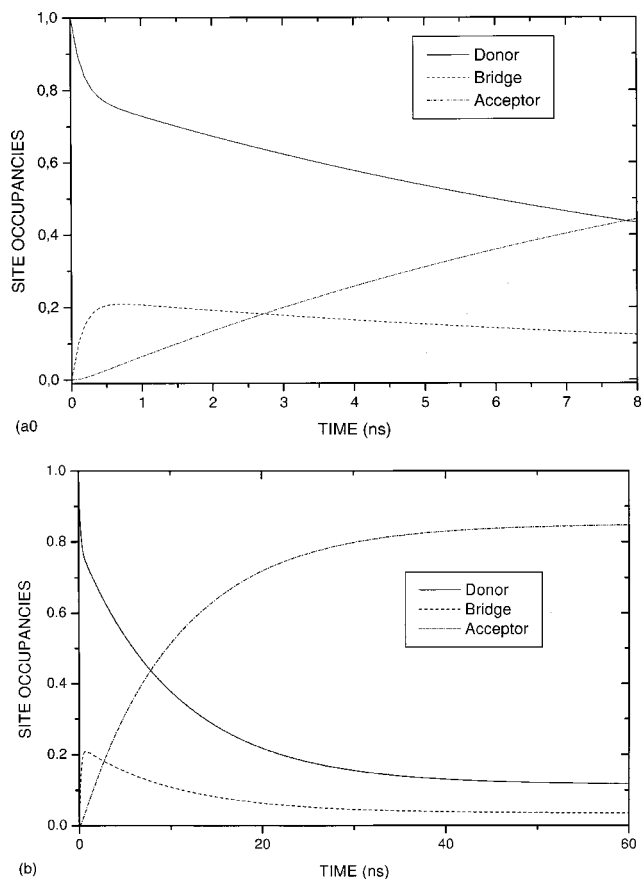 1,0
0,8
0,6
0,4
0,2
0,0
SITE OCCUPANCIES
Donor
Bridge
Acceptor
0 1 2 3 4 5 6 7 8
(a0
TIME (ns)
1.0
0.8
0.6
0.4
0.2
0.0
SITE OCCUPANCIES
Donor
Bridge
Acceptor
0 20 40 60
(b)
TIME (ns)